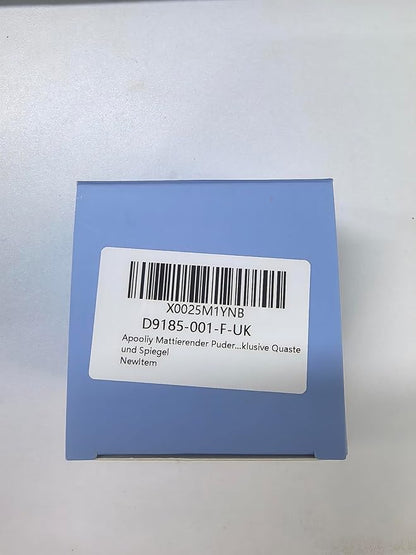 X0025M1YNB
D9185-001-F-UK
Apooliy Mattierender Puder...klusive Quaste
und Spiegel
NewItem